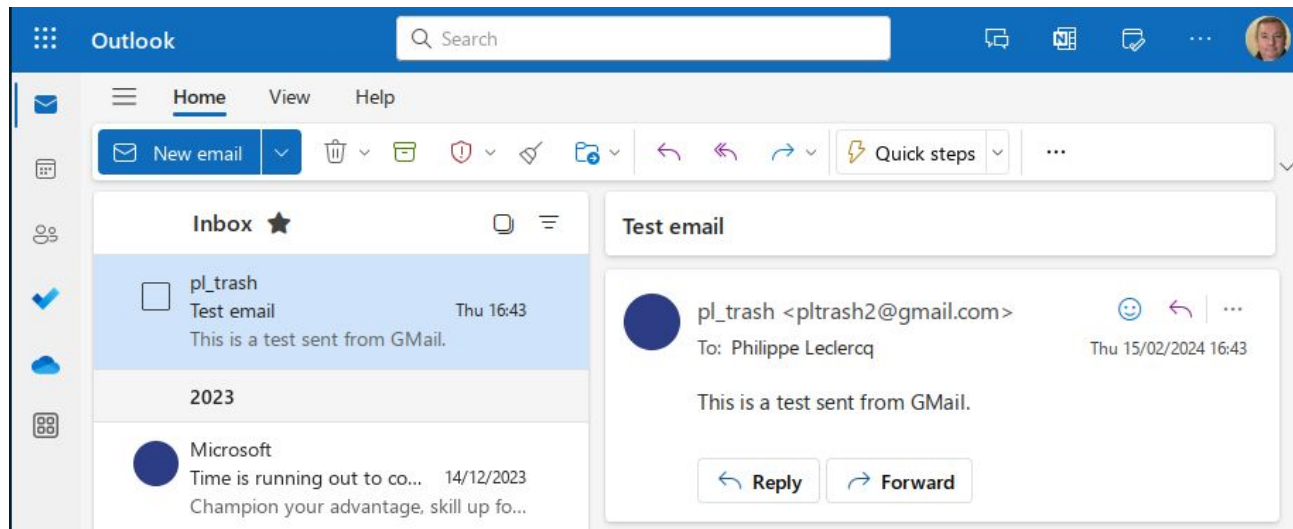 Outlook
Search
Home View Help
New email
Quick steps
Inbox
pl_trash
Test email Thu 16:43
This is a test sent from GMail.
2023
Microsoft
Time is running out to co... 14/12/2023
Champion your advantage, skill up fo...
Test email
pl_trash <pltrash2@gmail.com>
To: Philippe Leclercq Thu 15/02/2024 16:43
This is a test sent from GMail.
Reply Forward